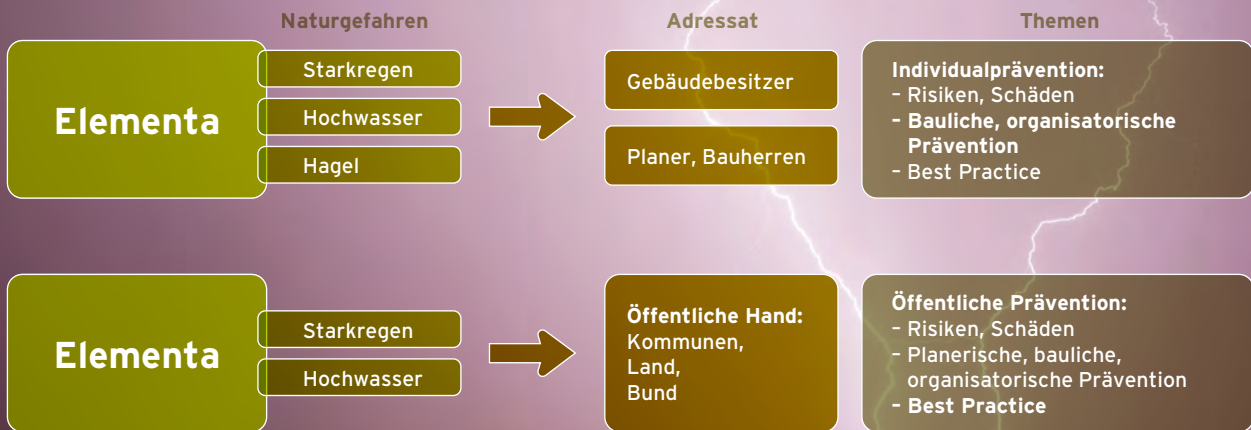 Naturgefahren
Adressat
Themen
Elementa
Starkregen
Hochwasser
Hagel
Gebäudebesitzer
Planer, Bauherren
Individualprävention:
– Risiken, Schäden
– Bauliche, organisatorische
Prävention
– Best Practice
Elementa
Starkregen
Hochwasser
Öffentliche Hand:
Kommunen,
Land,
Bund
Öffentliche Prävention:
– Risiken, Schäden
– Planerische, bauliche,
organisatorische Prävention
– Best Practice